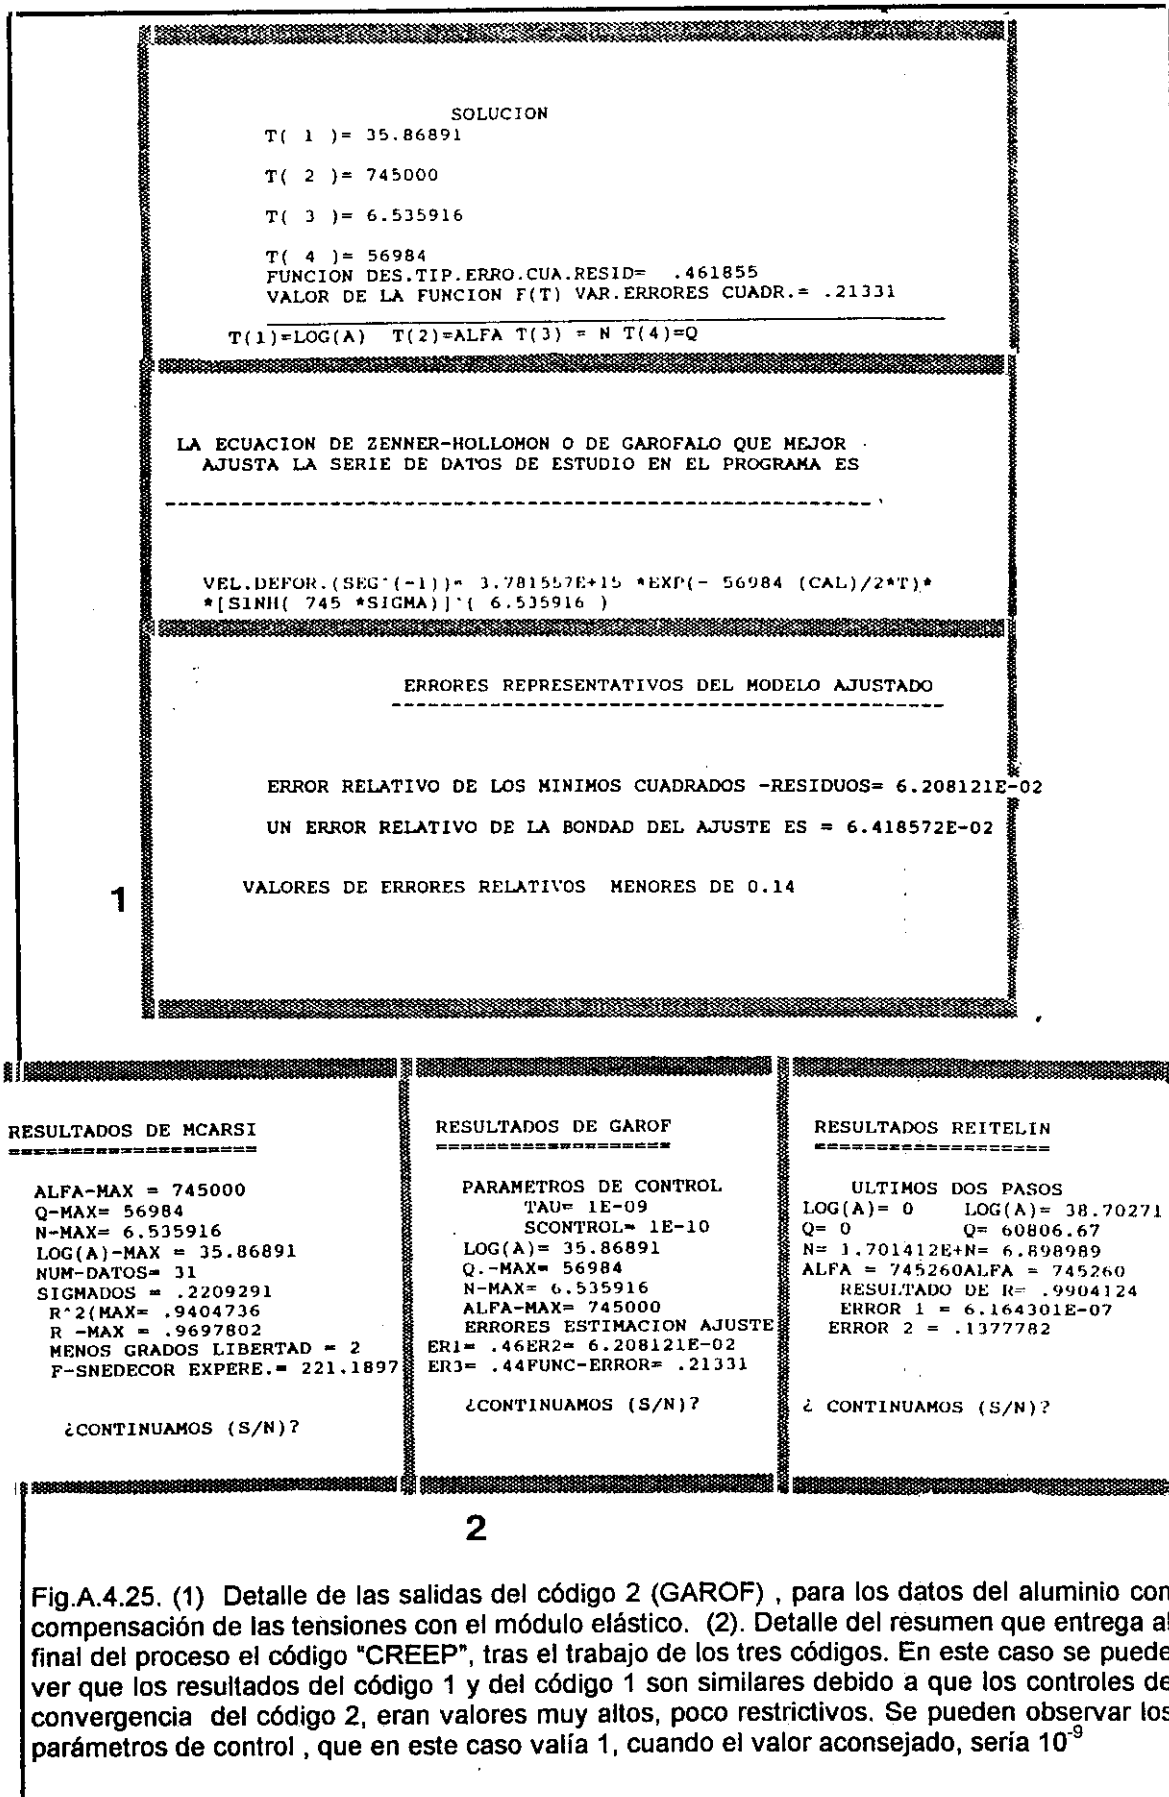 SOLUCION
T( 1 )= 35.86891
T( 2 )= 745000
T( 3 )= 6.535916
T( 4 )= 56984
FUNCION DES.TIP.ERRO.CUA.RESID= .461855
VALOR DE LA FUNCION F(T) VAR.ERRORES CUADR.= .21331
T(1)=LOG(A) T(2)=ALFA T(3) = N T(4)=Q
LA ECUACION DE ZENNER-HOLLOMON O DE GAROFALO QUE MEJOR
AJUSTA LA SERIE DE DATOS DE ESTUDIO EN EL PROGRAMA ES
VEL.DEFOR.(SEG^(-1))= 3.781557E+15 *EXP(- 56984 (CAL)/2*T)*
*[SINH( 745 *SIGMA)]^( 6.535916 )
ERRORES REPRESENTATIVOS DEL MODELO AJUSTADO
ERROR RELATIVO DE LOS MINIMOS CUADRADOS -RESIDUOS= 6.208121E-02
UN ERROR RELATIVO DE LA BONDAD DEL AJUSTE ES = 6.418572E-02
VALORES DE ERRORES RELATIVOS MENORES DE 0.14
1
RESULTADOS DE MCARSI
====================
ALFA-MAX = 745000
Q-MAX= 56984
N-MAX= 6.535916
LOG(A)-MAX = 35.86891
NUM-DATOS= 31
SIGMADOS = .2209291
R^2(MAX= .9404736
R -MAX = .9697802
MENOS GRADOS LIBERTAD = 2
F-SNEDECOR EXPERE.= 221.1897
¿CONTINUAMOS (S/N)?
RESULTADOS DE GAROF
===================
PARAMETROS DE CONTROL
TAU= 1E-09
SCONTROL= 1E-10
LOG(A)= 35.86891
Q.-MAX= 56984
N-MAX= 6.535916
ALFA-MAX= 745000
ERRORES ESTIMACION AJUSTE
ER1= .46ER2= 6.208121E-02
ER3= .44FUNC-ERROR= .21331
¿CONTINUAMOS (S/N)?
RESULTADOS REITELIN
===================
ULTIMOS DOS PASOS
LOG(A)= 0 LOG(A)= 38.70271
Q= 0 Q= 60806.67
N= 1.701412E+N= 6.898989
ALFA = 745260ALFA = 745260
RESULTADO DE R= .9904124
ERROR 1 = 6.164301E-07
ERROR 2 = .1377782
¿ CONTINUAMOS (S/N)?
2
Fig.A.4.25. (1) Detalle de las salidas del código 2 (GAROF) , para los datos del aluminio con
compensación de las tensiones con el módulo elástico. (2). Detalle del resumen que entrega al
final del proceso el código "CREEP", tras el trabajo de los tres códigos. En este caso se puede
ver que los resultados del código 1 y del código 1 son similares debido a que los controles de
convergencia del código 2, eran valores muy altos, poco restrictivos. Se pueden observar los
parámetros de control , que en este caso valía 1, cuando el valor aconsejado, sería 10⁻⁹